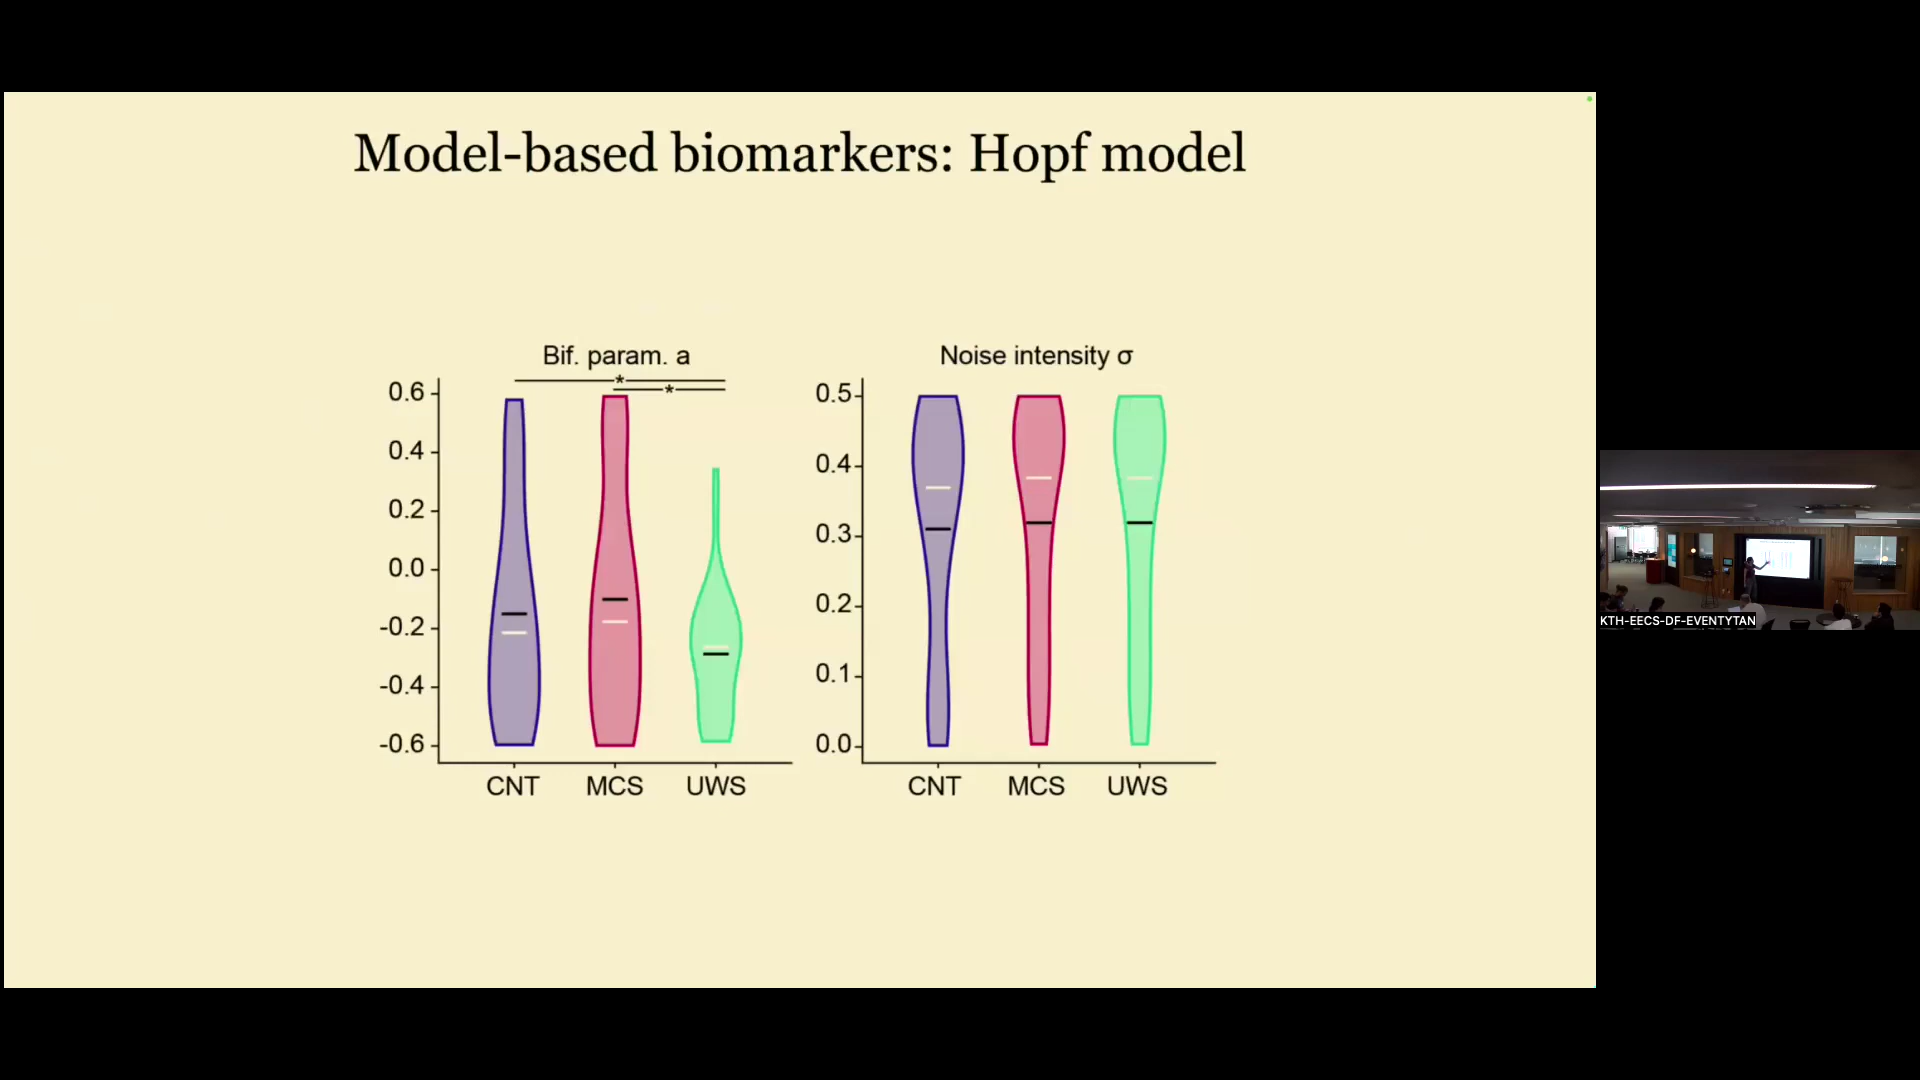 Model-based biomarkers: Hopf model
Bif. param. a
*
*
0.6
0.4
0.2
0.0
-0.2
-0.4
-0.6
CNT MCS UWS
Noise intensity σ
0.5
0.4
0.3
0.2
0.1
0.0
CNT MCS UWS
KTH-EECS-DF-EVENTYTAN